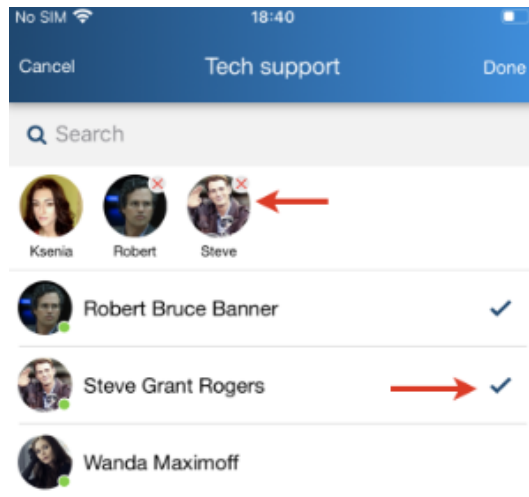 No SIM 18:40
Cancel Tech support Done
Search
Ksenia Robert Steve
Robert Bruce Banner
Steve Grant Rogers
Wanda Maximoff